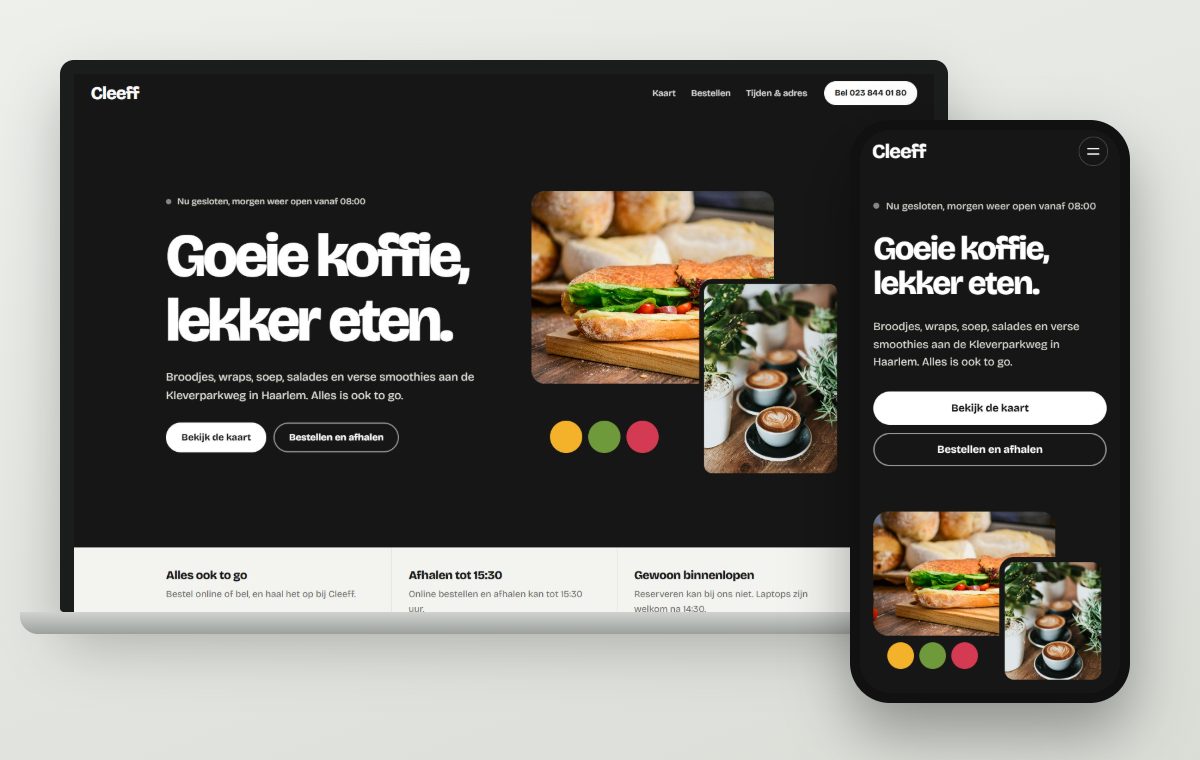 Cleeff
Kaart
Bestellen
Tijden & adres
Bel 023 844 01 80
Nu gesloten, morgen weer open vanaf 08:00
Goeie koffie,
lekker eten.
Broodjes, wraps, soep, salades en verse smoothies aan de
Kleverparkweg in Haarlem. Alles is ook to go.
Bekijk de kaart
Bestellen en afhalen
Alles ook to go
Bestel online of bel, en haal het op bij Cleeff.
Afhalen tot 15:30
Online bestellen en afhalen kan tot 15:30
uur.
Gewoon binnenlopen
Reserveren kan bij ons niet. Laptops zijn
welkom na 14:30.
Cleeff
Nu gesloten, morgen weer open vanaf 08:00
Goeie koffie,
lekker eten.
Broodjes, wraps, soep, salades en verse
smoothies aan de Kleverparkweg in
Haarlem. Alles is ook to go.
Bekijk de kaart
Bestellen en afhalen